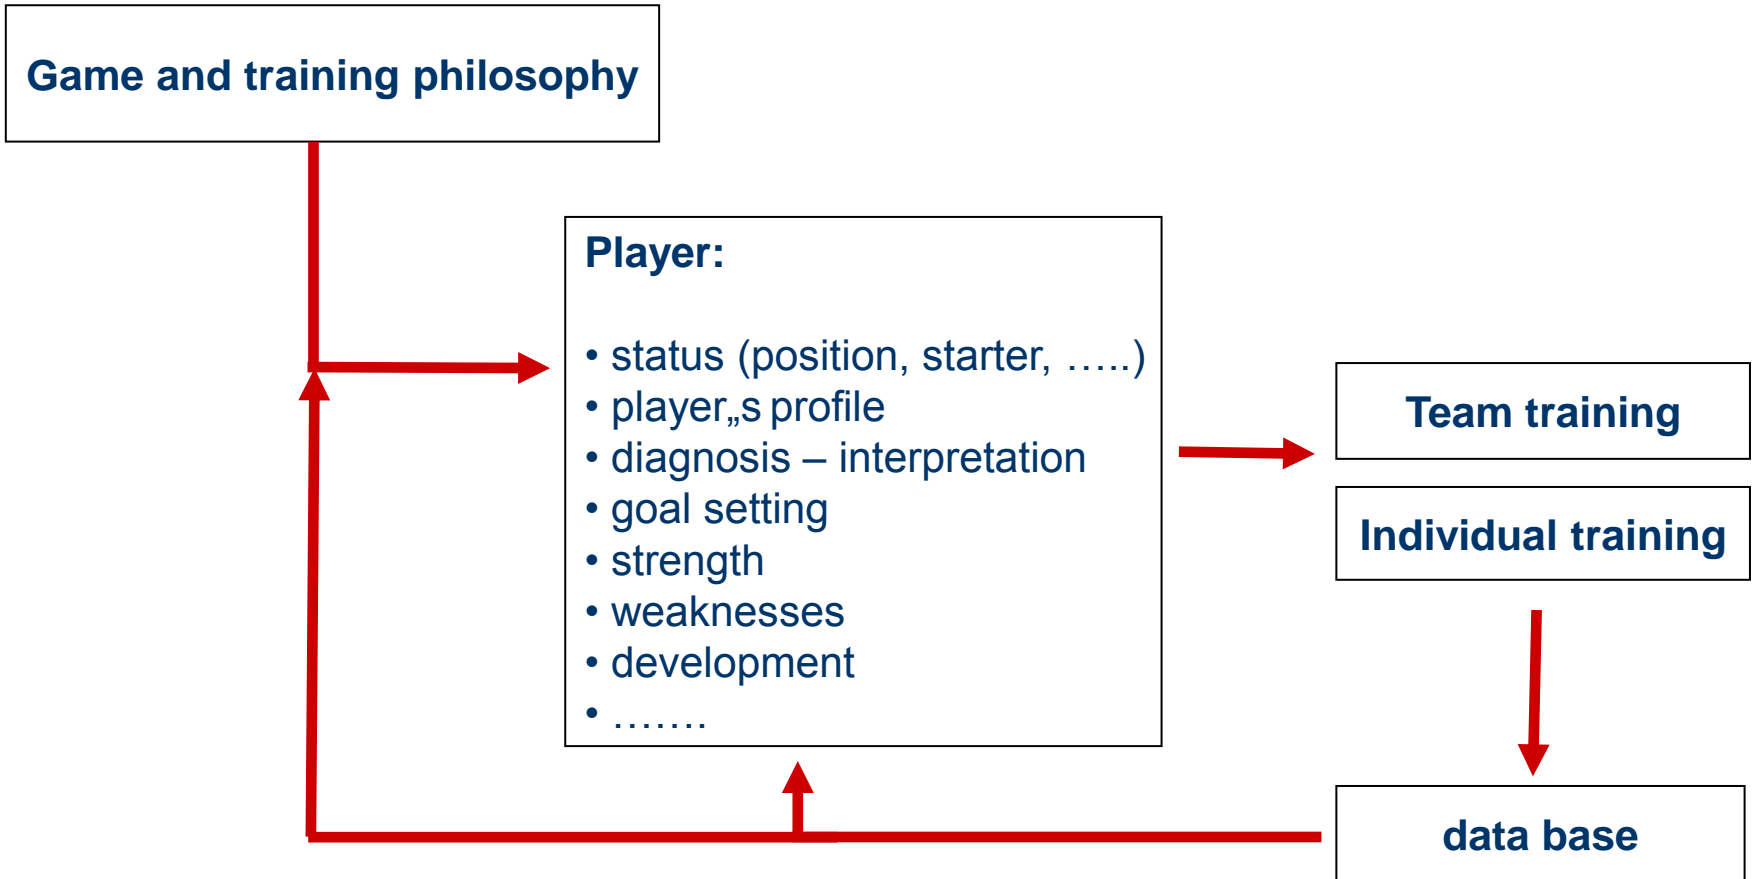 Game and training philosophy
Player:
• status (position, starter, …..)
• player„s profile
• diagnosis – interpretation
• goal setting
• strength
• weaknesses
• development
• …….
Team training
Individual training
data base